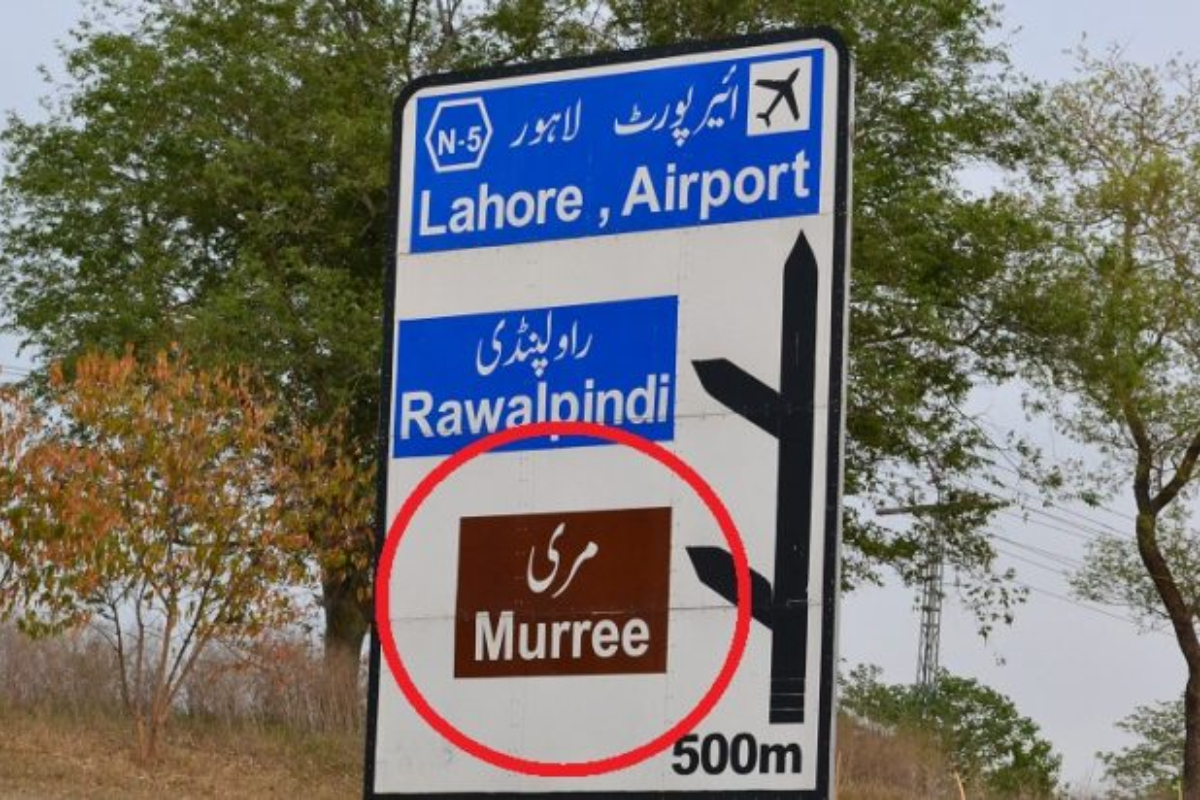 N-5 لاہور ائیرپورٹ
Lahore , Airport
راولپنڈی
Rawalpindi
مری
Murree
500m